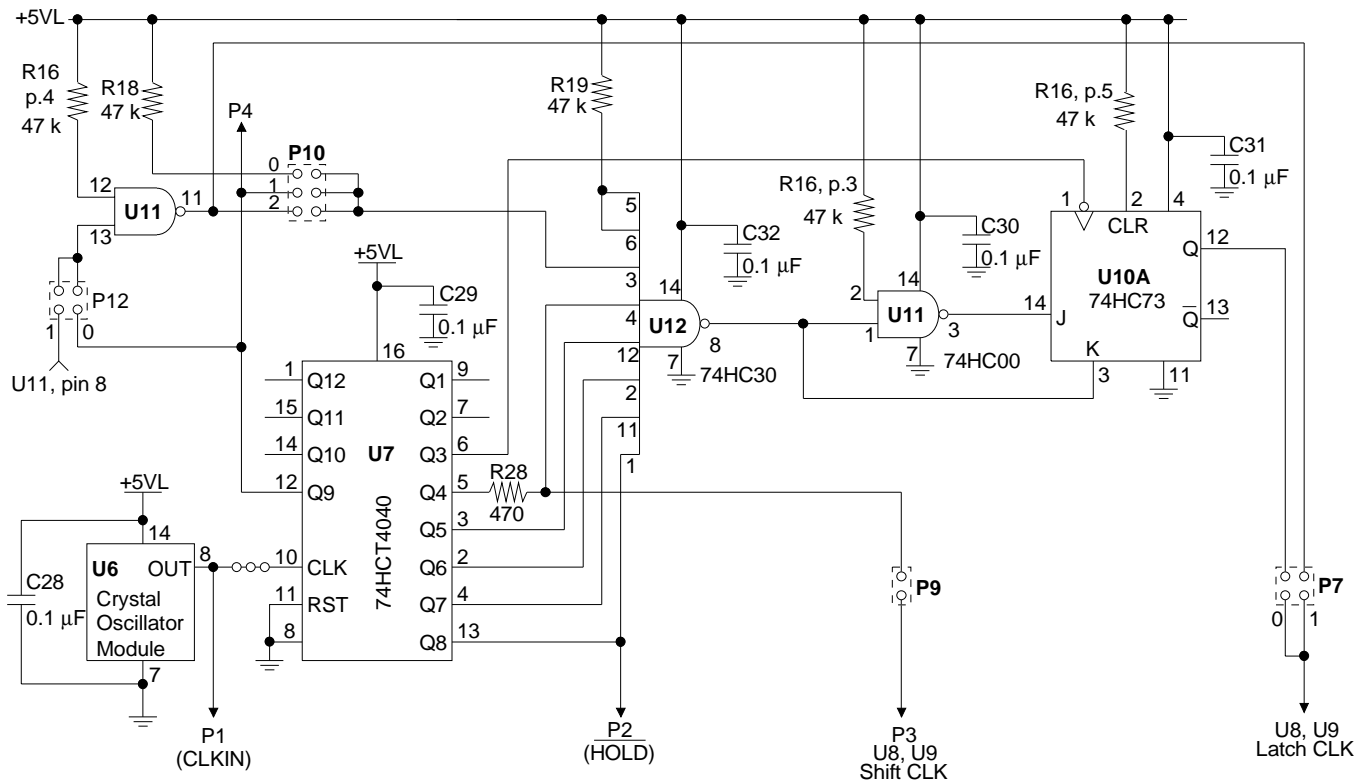 +5VL
R16
p.4
47 k
R18
47 k
P4
P10
0
1
2
12
13
11
U11
P12
1
0
U11, pin 8
R19
47 k
5
6
3
4
12
2
11
1
14
U12
8
7
74HC30
C32
0.1 µF
R16, p.3
47 k
2
1
14
U11
3
7
74HC00
C30
0.1 µF
R16, p.5
47 k
C31
0.1 µF
1
2
4
CLR
Q
12
U10A
74HC73
14
J
Q
13
K
3
11
+5VL
C29
0.1 µF
16
1
Q12
Q1
9
15
Q11
Q2
7
14
Q10
U7
Q3
6
12
Q9
Q4
5
R28
470
74HCT4040
Q5
3
10
CLK
Q6
2
11
RST
Q7
4
8
Q8
13
+5VL
14
U6
OUT
8
Crystal
Oscillator
Module
7
C28
0.1 µF
P1
(CLKIN)
P2
(HOLD)
P9
P3
U8, U9
Shift CLK
P7
0
1
U8, U9
Latch CLK